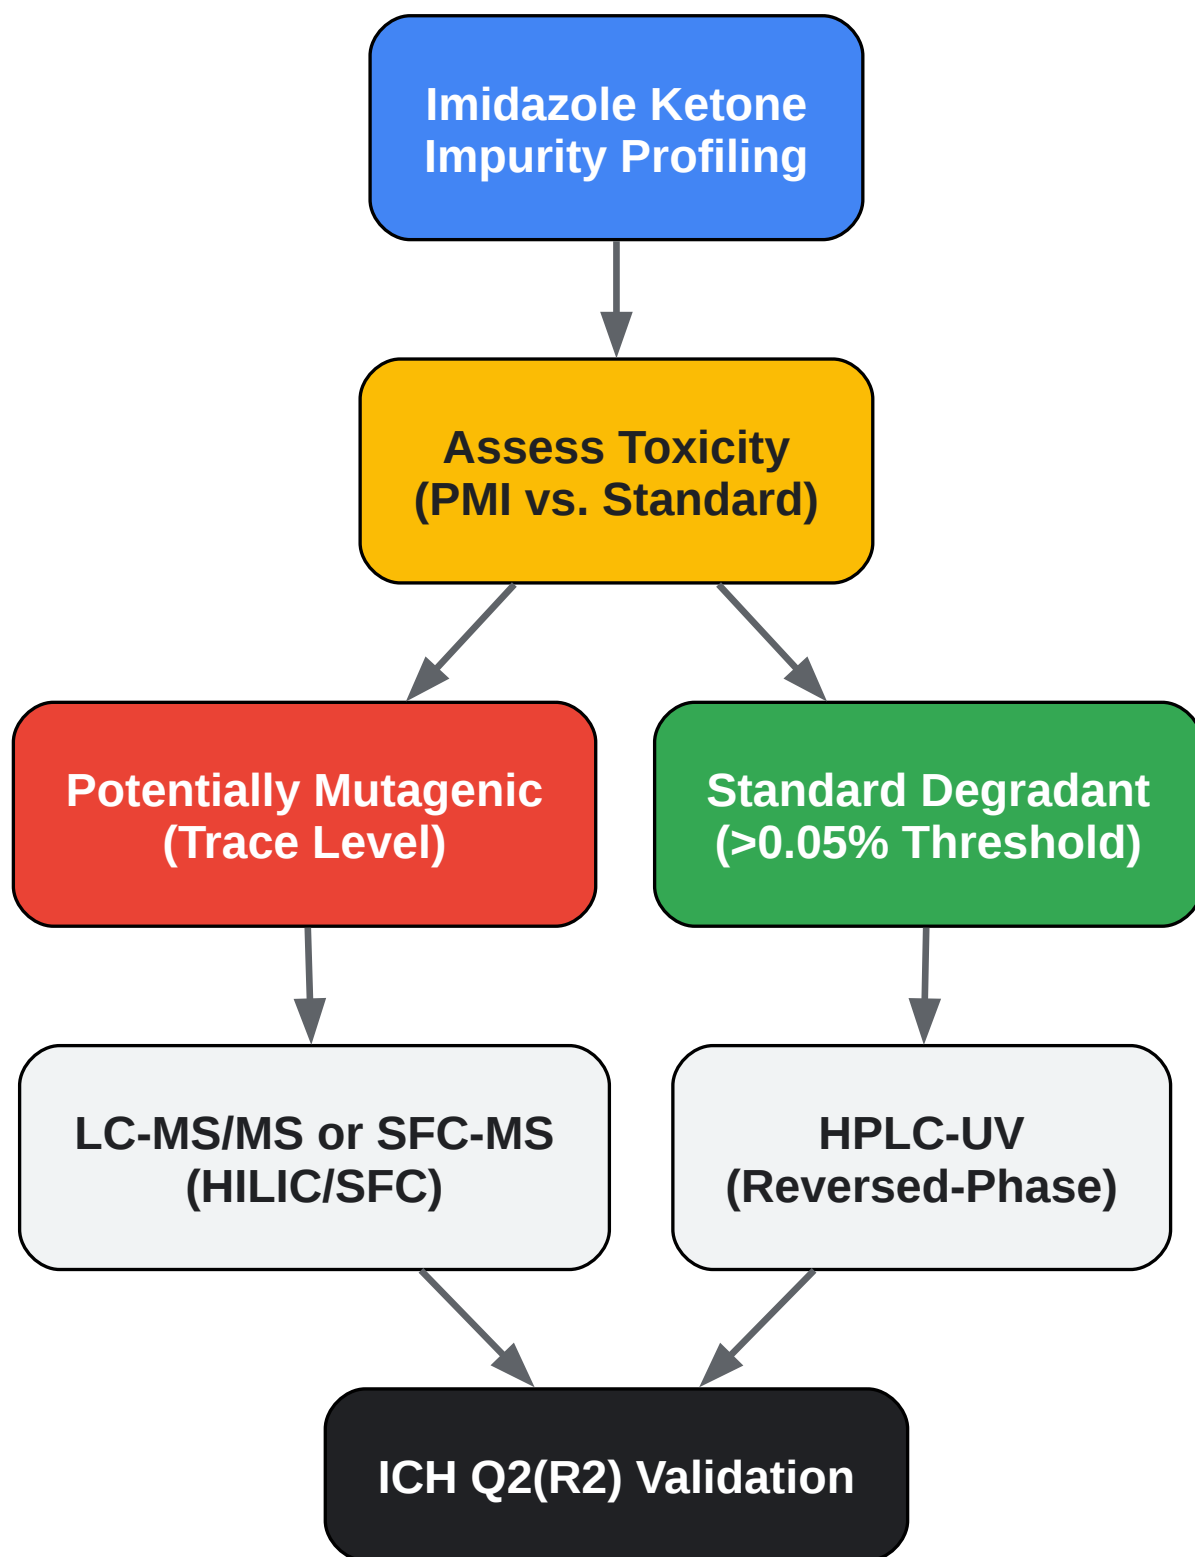 Imidazole Ketone
Impurity Profiling
Assess Toxicity
(PMI vs. Standard)
Potentially Mutagenic
(Trace Level)
Standard Degradant
(>0.05% Threshold)
LC-MS/MS or SFC-MS
(HILIC/SFC)
HPLC-UV
(Reversed-Phase)
ICH Q2(R2) Validation